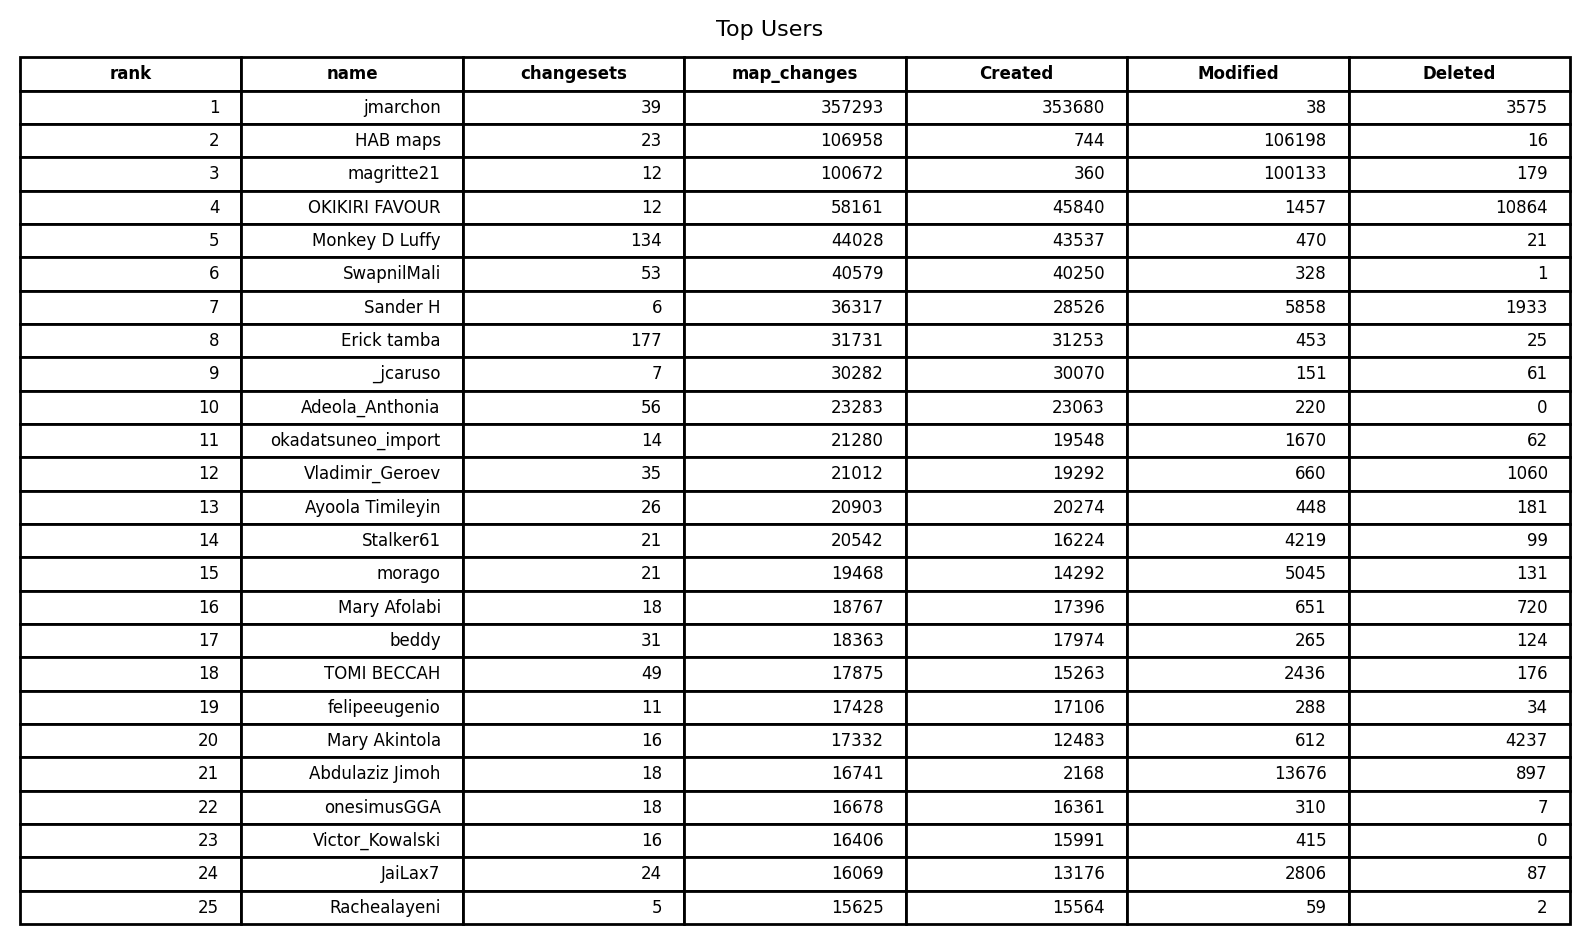 Top Users
rank name changesets map_changes Created Modified Deleted
1 jmarchon 39 357293 353680 38 3575
2 HAB maps 23 106958 744 106198 16
3 magritte21 12 100672 360 100133 179
4 OKIKIRI FAVOUR 12 58161 45840 1457 10864
5 Monkey D Luffy 134 44028 43537 470 21
6 SwapnilMali 53 40579 40250 328 1
7 Sander H 6 36317 28526 5858 1933
8 Erick tamba 177 31731 31253 453 25
9 _jcaruso 7 30282 30070 151 61
10 Adeola_Anthonia 56 23283 23063 220 0
11 okadatsuneo_import 14 21280 19548 1670 62
12 Vladimir_Geroev 35 21012 19292 660 1060
13 Ayoola Timileyin 26 20903 20274 448 181
14 Stalker61 21 20542 16224 4219 99
15 morago 21 19468 14292 5045 131
16 Mary Afolabi 18 18767 17396 651 720
17 beddy 31 18363 17974 265 124
18 TOMI BECCAH 49 17875 15263 2436 176
19 felipeeugenio 11 17428 17106 288 34
20 Mary Akintola 16 17332 12483 612 4237
21 Abdulaziz Jimoh 18 16741 2168 13676 897
22 onesimusGGA 18 16678 16361 310 7
23 Victor_Kowalski 16 16406 15991 415 0
24 JaiLax7 24 16069 13176 2806 87
25 Rachealayeni 5 15625 15564 59 2